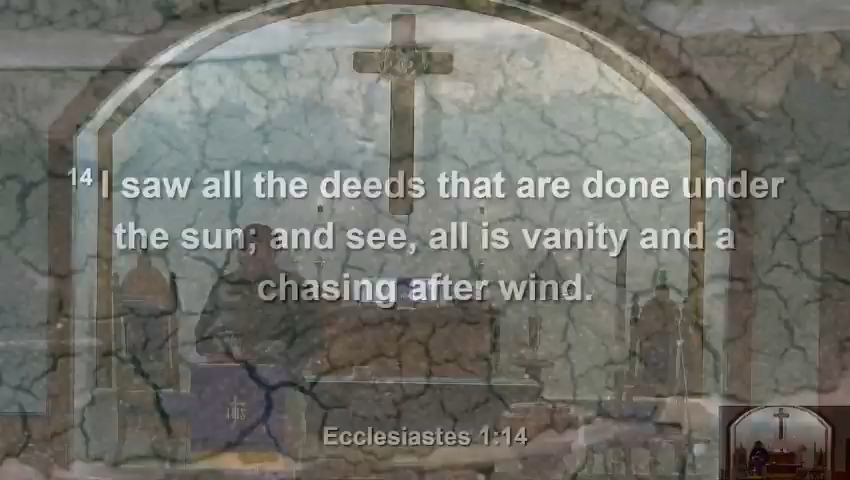 14 I saw all the deeds that are done under
the sun; and see, all is vanity and a
chasing after wind.
IHS
Ecclesiastes 1:14